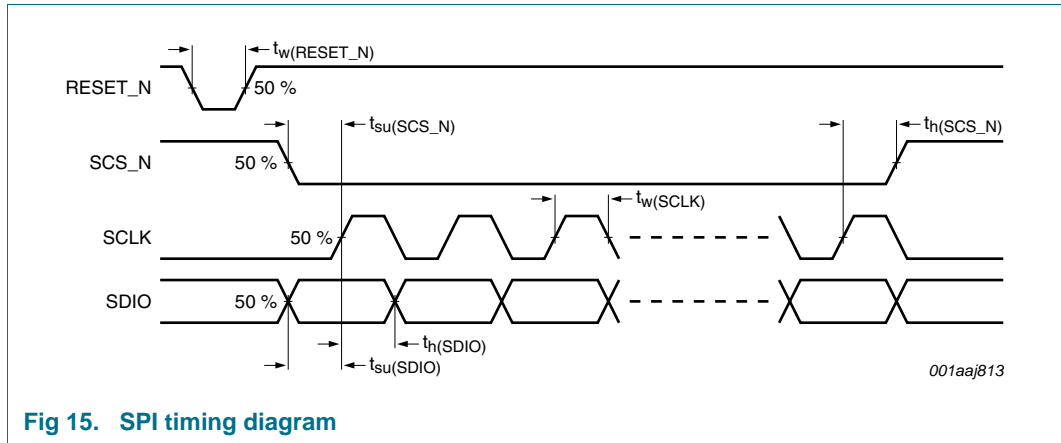 tw(RESET_N)
RESET_N
50 %
tsu(SCS_N)
th(SCS_N)
SCS_N
50 %
tw(SCLK)
SCLK
50 %
SDIO
50 %
th(SDIO)
tsu(SDIO)
001aaj813
Fig 15. SPI timing diagram